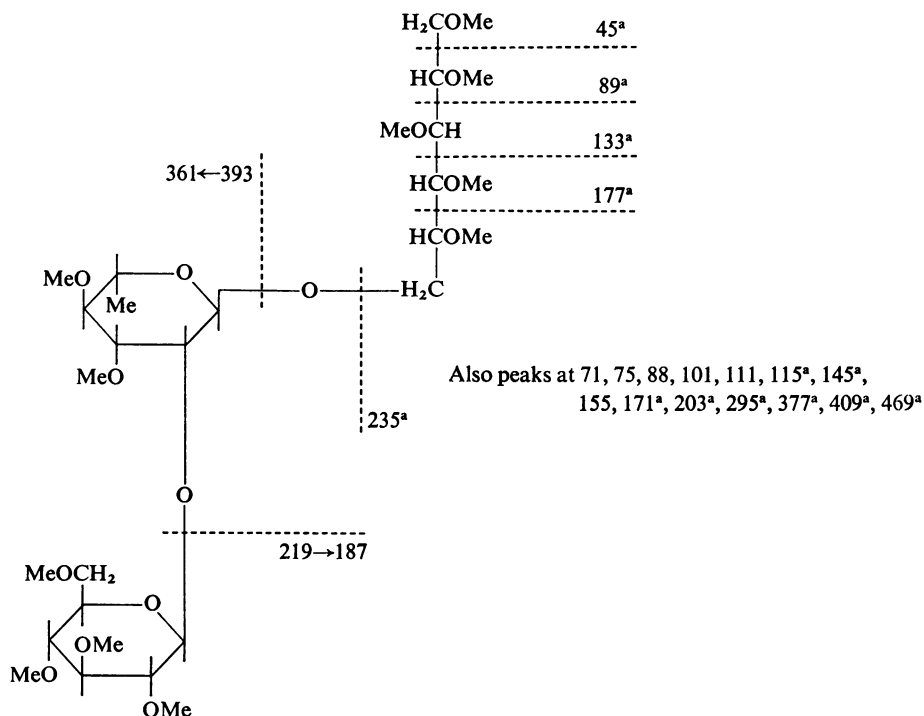 H₂COMe
45ᵃ
HCOMe
89ᵃ
MeOCH
133ᵃ
361←393
HCOMe
177ᵃ
HCOMe
MeO
O
O
H₂C
Me
MeO
Also peaks at 71, 75, 88, 101, 111, 115ᵃ, 145ᵃ,
155, 171ᵃ, 203ᵃ, 295ᵃ, 377ᵃ, 409ᵃ, 469ᵃ
235ᵃ
O
219→187
MeOCH₂
O
OMe
MeO
OMe